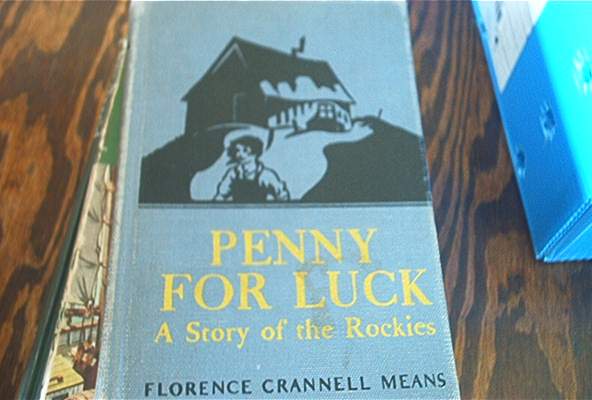 PENNY
FOR LUCK
A Story of the Rockies
FLORENCE CRANNELL MEANS